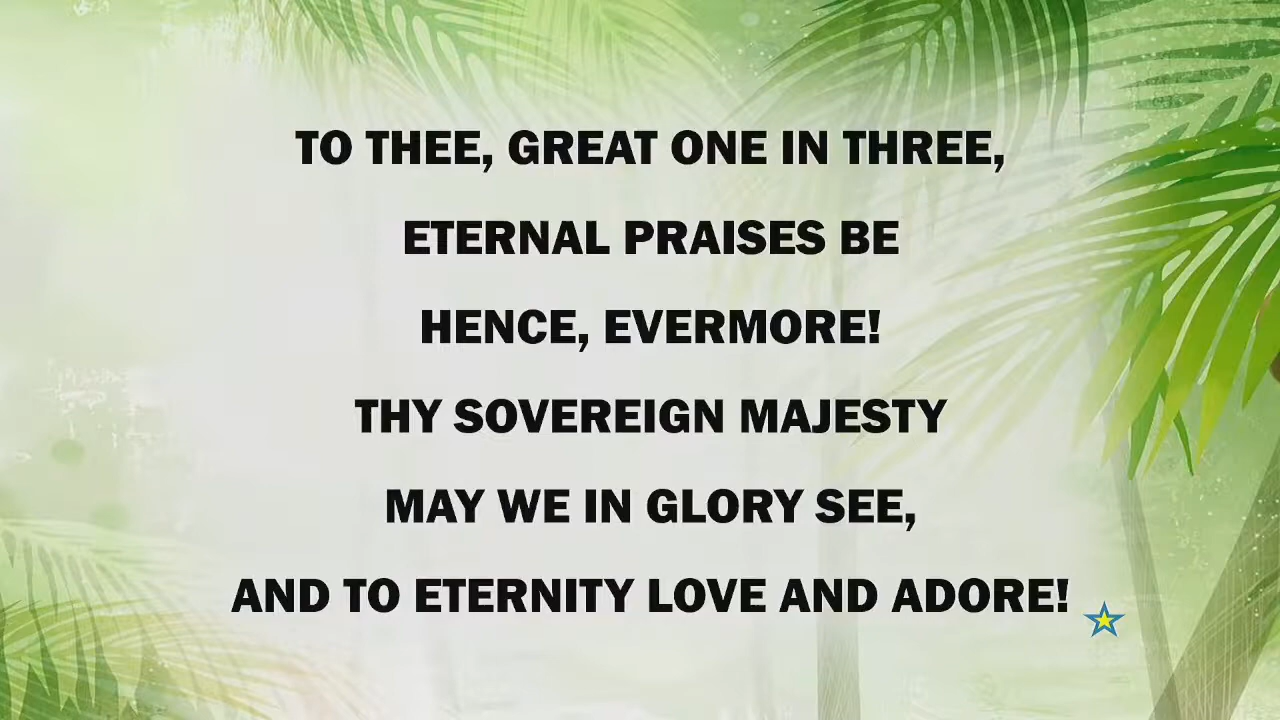 TO THEE, GREAT ONE IN THREE,
ETERNAL PRAISES BE
HENCE, EVERMORE!
THY SOVEREIGN MAJESTY
MAY WE IN GLORY SEE,
AND TO ETERNITY LOVE AND ADORE!